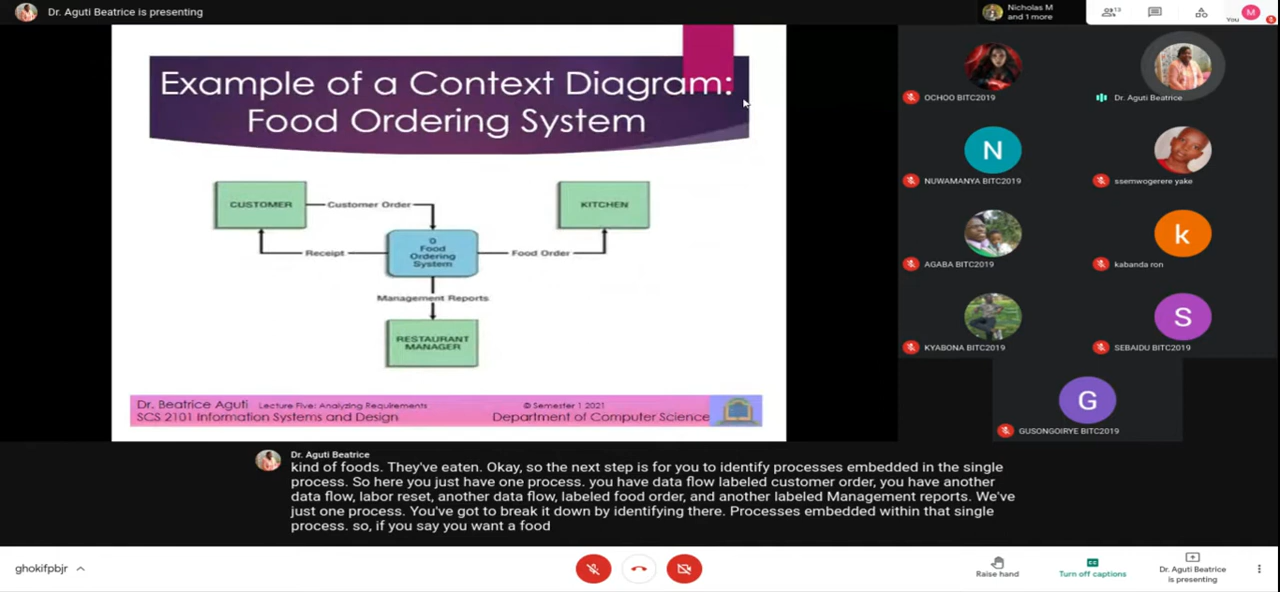 Dr. Aguti Beatrice is presenting
Nicholas M
and 1 more
13
You
M
Example of a Context Diagram:
Food Ordering System
CUSTOMER
Customer Order
KITCHEN
0
Food
Ordering
System
Receipt
Food Order
Management Reports
RESTAURANT
MANAGER
Dr. Beatrice Aguti Lecture Five: Analyzing Requirements © Semester 1 2021
SCS 2101 Information Systems and Design Department of Computer Science
OCHOO BITC2019
Dr. Aguti Beatrice
N
NUWAMANYA BITC2019
ssemwogerere yake
AGABA BITC2019
k
kabanda ron
KYABONA BITC2019
S
SEBAIDU BITC2019
G
GUSONGOIRYE BITC2019
Dr. Aguti Beatrice
kind of foods. They've eaten. Okay, so the next step is for you to identify processes embedded in the single
process. So here you just have one process. you have data flow labeled customer order, you have another
data flow, labor reset, another data flow, labeled food order, and another labeled Management reports. We've
just one process. You've got to break it down by identifying there. Processes embedded within that single
process. so, if you say you want a food
ghokifpbjr
Raise hand
CC
Turn off captions
Dr. Aguti Beatrice
is presenting